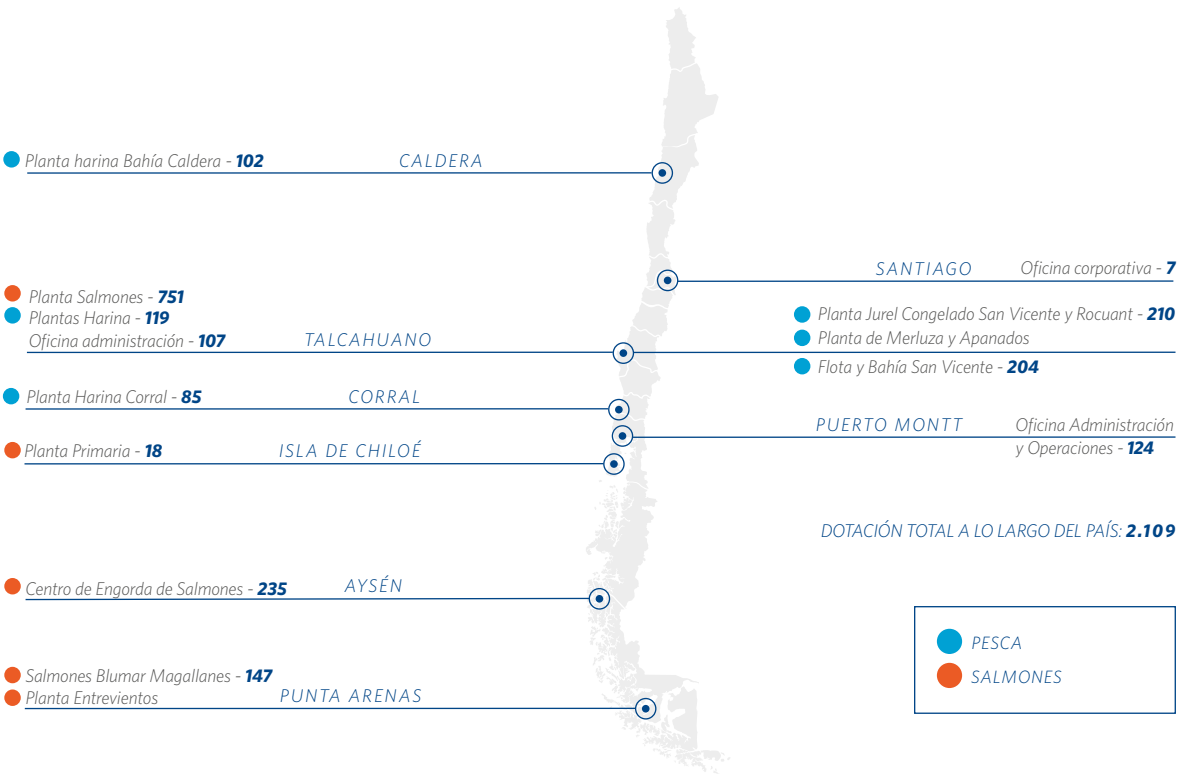 Planta harina Bahía Caldera - 102
CALDERA
SANTIAGO
Oficina corporativa - 7
Planta Salmones - 751
Plantas Harina - 119
Oficina administración - 107
TALCAHUANO
Planta Jurel Congelado San Vicente y Rocuant - 210
Planta de Merluza y Apanados
Flota y Bahía San Vicente - 204
Planta Harina Corral - 85
CORRAL
PUERTO MONTT
Oficina Administración
y Operaciones - 124
Planta Primaria - 18
ISLA DE CHILOÉ
DOTACIÓN TOTAL A LO LARGO DEL PAÍS: 2.109
Centro de Engorda de Salmones - 235
AYSÉN
PESCA
SALMONES
Salmones Blumar Magallanes - 147
Planta Entrevientos
PUNTA ARENAS